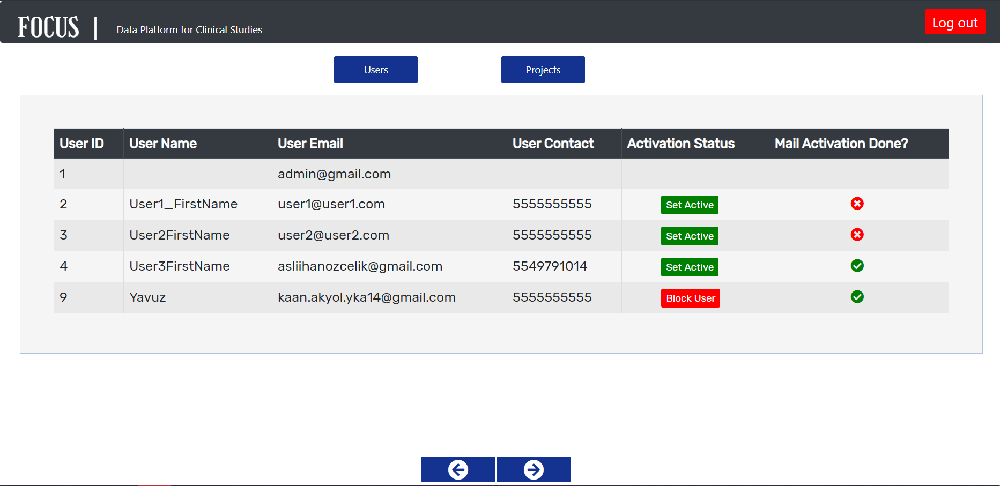 FOCUS | Data Platform for Clinical Studies Log out
Users Projects
User ID User Name User Email User Contact Activation Status Mail Activation Done?
1 admin@gmail.com
2 User1_FirstName user1@user1.com 5555555555 Set Active
3 User2FirstName user2@user2.com 5555555555 Set Active
4 User3FirstName asliihanozcelik@gmail.com 5549791014 Set Active
9 Yavuz kaan.akyol.yka14@gmail.com 5555555555 Block User